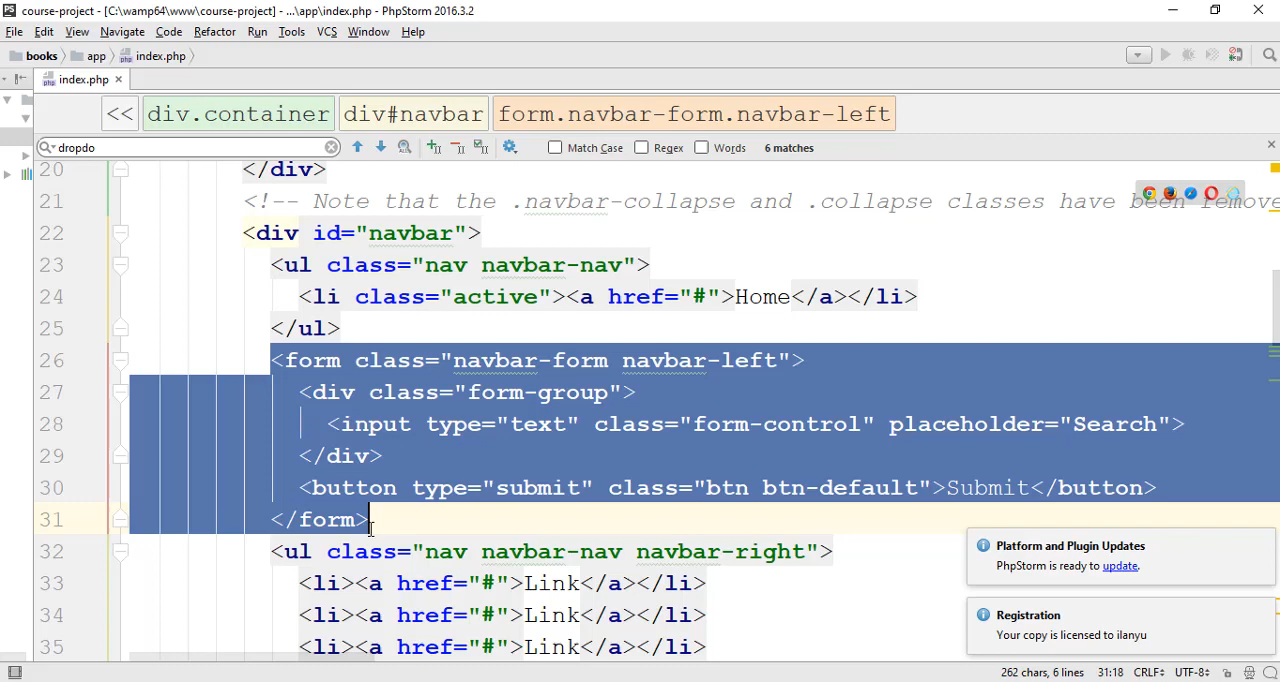 PS course-project - [C:\wamp64\www\course-project] - ...\app\index.php - PhpStorm 2016.3.2
File Edit View Navigate Code Refactor Run Tools VCS Window Help
books app index.php
index.php
<< div.container div#navbar form.navbar-form.navbar-left
dropdo Match Case Regex Words 6 matches
20 </div>
21 <!-- Note that the .navbar-collapse and .collapse classes have been remove
22 <div id="navbar">
23 <ul class="nav navbar-nav">
24 <li class="active"><a href="#">Home</a></li>
25 </ul>
26 <form class="navbar-form navbar-left">
27 <div class="form-group">
28 <input type="text" class="form-control" placeholder="Search">
29 </div>
30 <button type="submit" class="btn btn-default">Submit</button>
31 </form>
32 <ul class="nav navbar-nav navbar-right">
33 <li><a href="#">Link</a></li>
34 <li><a href="#">Link</a></li>
35 <li><a href="#">Link</a></li>
Platform and Plugin Updates
PhpStorm is ready to update.
Registration
Your copy is licensed to ilanyu
262 chars, 6 lines 31:18 CRLF UTF-8